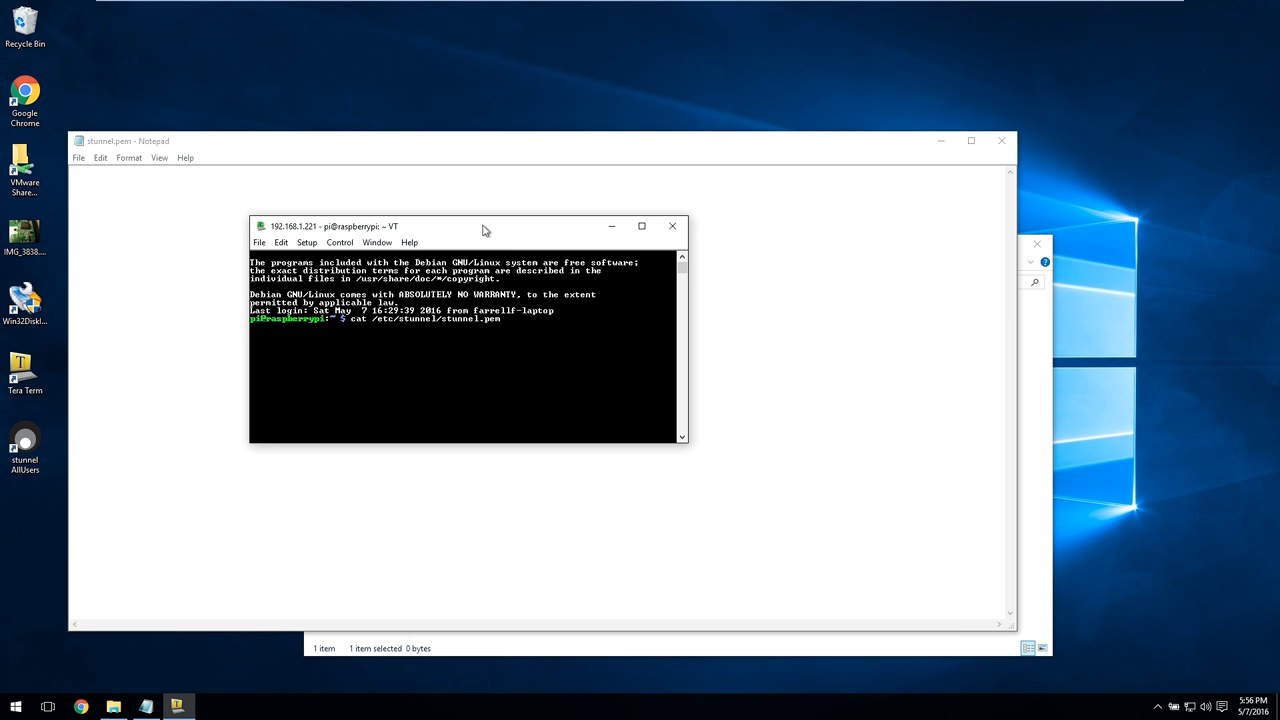 Recycle Bin
Google
Chrome
VMware
Share...
IMG_3838....
Win32DiskI...
Tera Term
stunnel
AllUsers
stunnel.pem - Notepad
File Edit Format View Help
192.168.1.221 - pi@raspberrypi: ~ VT
File Edit Setup Control Window Help
The programs included with the Debian GNU/Linux system are free software;
the exact distribution terms for each program are described in the
individual files in /usr/share/doc/*/copyright.
Debian GNU/Linux comes with ABSOLUTELY NO WARRANTY, to the extent
permitted by applicable law.
Last login: Sat May  7 16:29:39 2016 from farrellf-laptop
pi@raspberrypi:~ $ cat /etc/stunnel/stunnel.pem
1 item 1 item selected 0 bytes
5:56 PM
5/7/2016